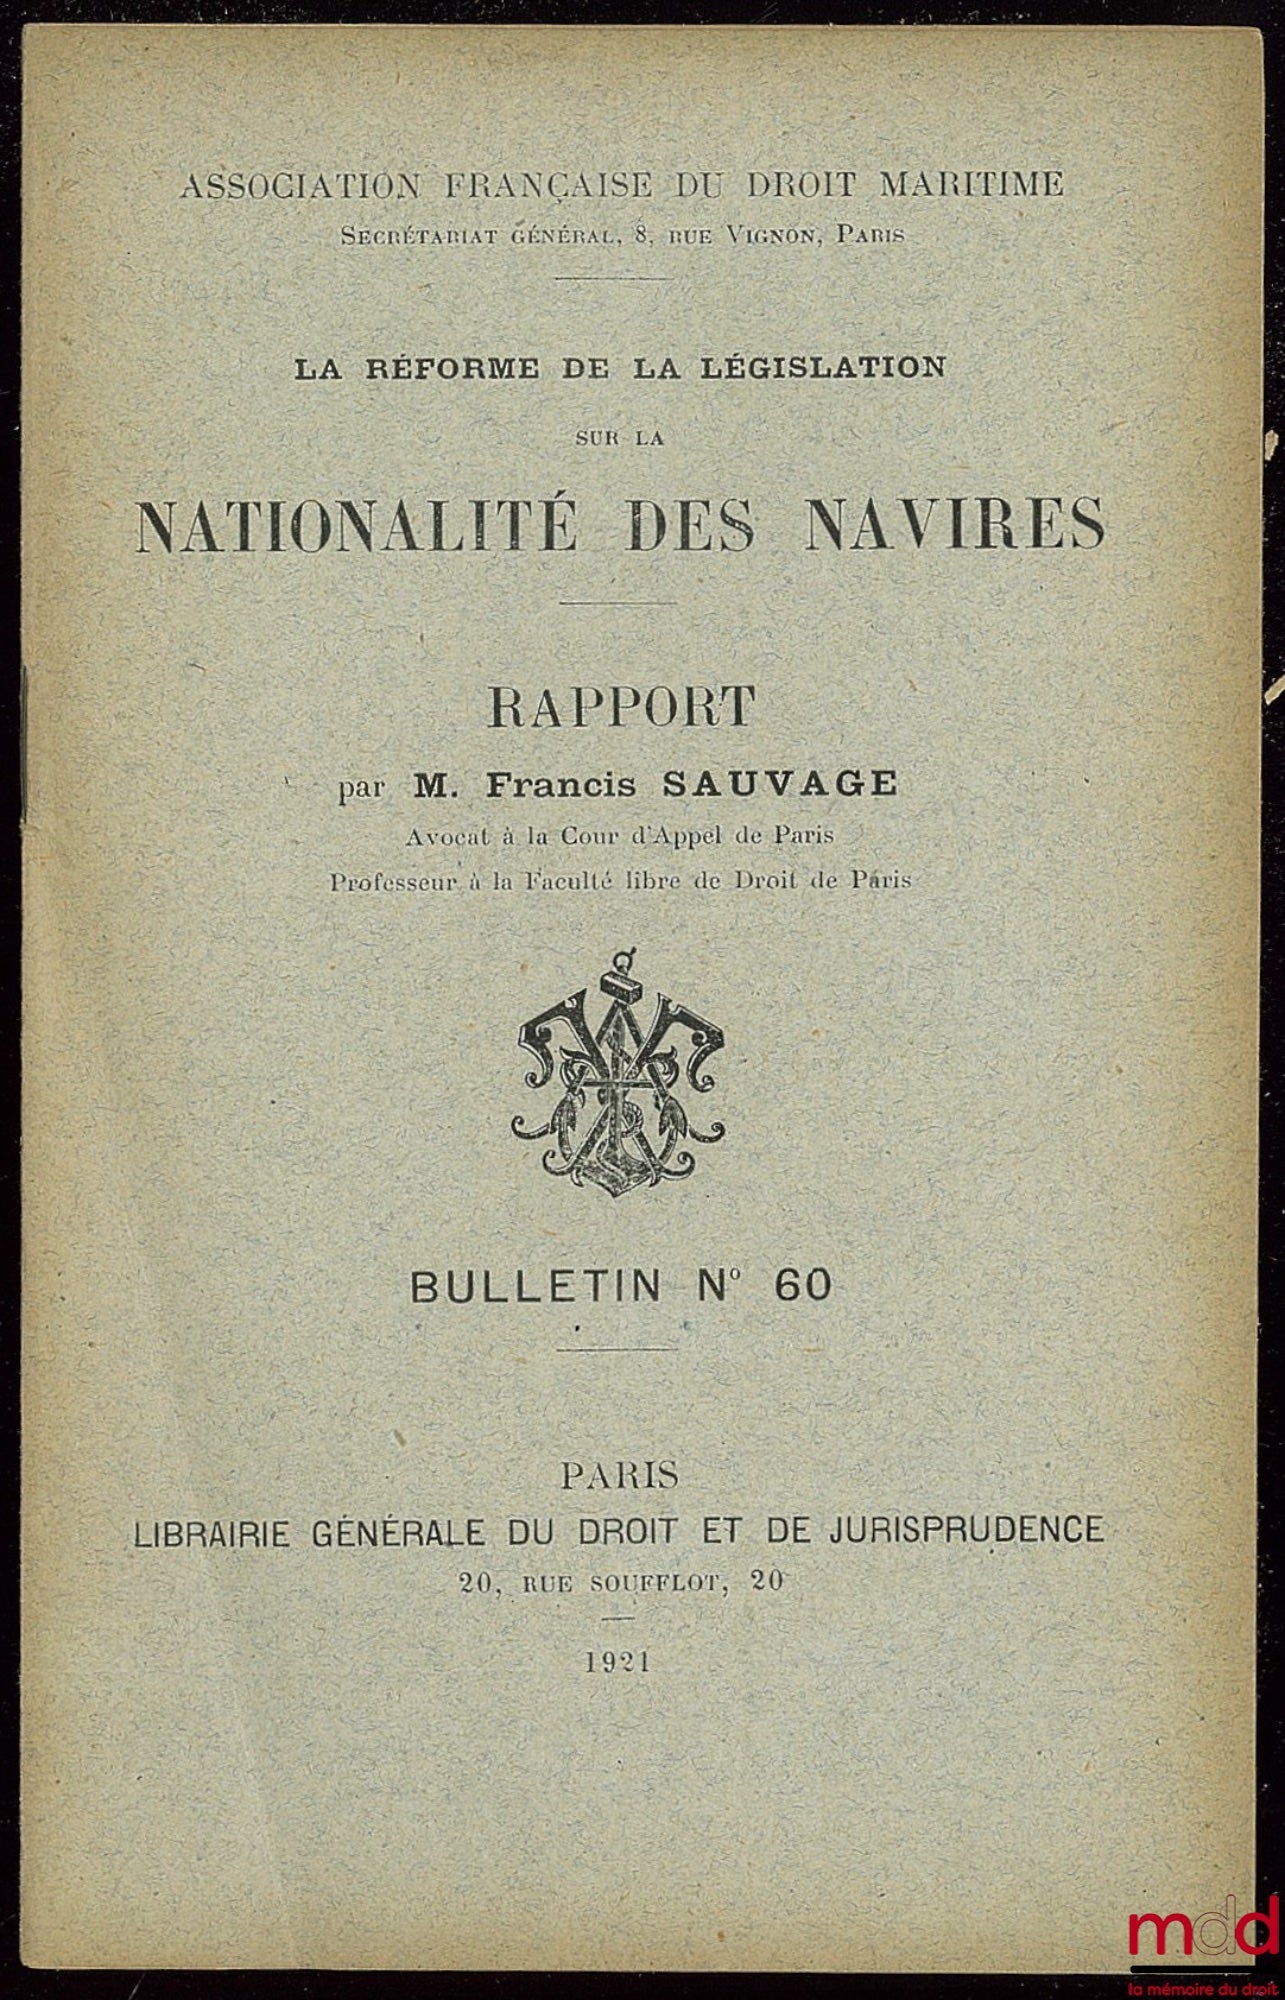 ASSOCIATION FRANÇAISE DU DROIT MARITIME
SECRÉTARIAT GÉNÉRAL, 8, RUE VIGNON, PARIS
LA RÉFORME DE LA LÉGISLATION
SUR LA
NATIONALITÉ DES NAVIRES
RAPPORT
par M. Francis SAUVAGE
Avocat à la Cour d'Appel de Paris
Professeur à la Faculté libre de Droit de Paris
BULLETIN Nº 60
PARIS
LIBRAIRIE GÉNÉRALE DU DROIT ET DE JURISPRUDENCE
20, RUE SOUFFLOT, 20
1921
mdd
la mémoire du droit